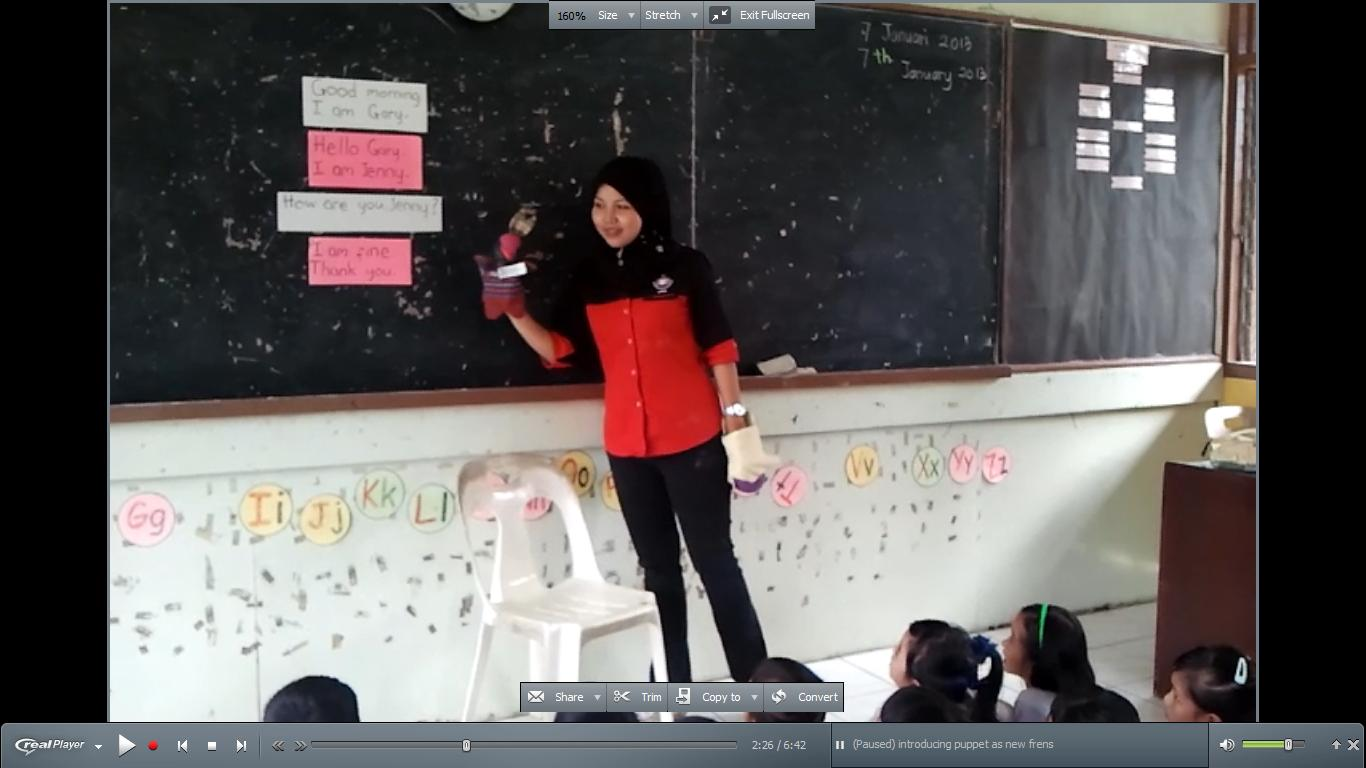 160% Size Stretch Exit Fullscreen
7 Januari 2013
7th January 2013
Good morning
I am Gary.
Hello Gary.
I am Jenny.
How are you Jenny?
I am fine.
Thank you.
Gg Ii Jj Kk Ll Oo Vv Xx Yy Zz
Share Trim Copy to Convert
realPlayer 2:26 / 6:42 (Paused) introducing puppet as new frens